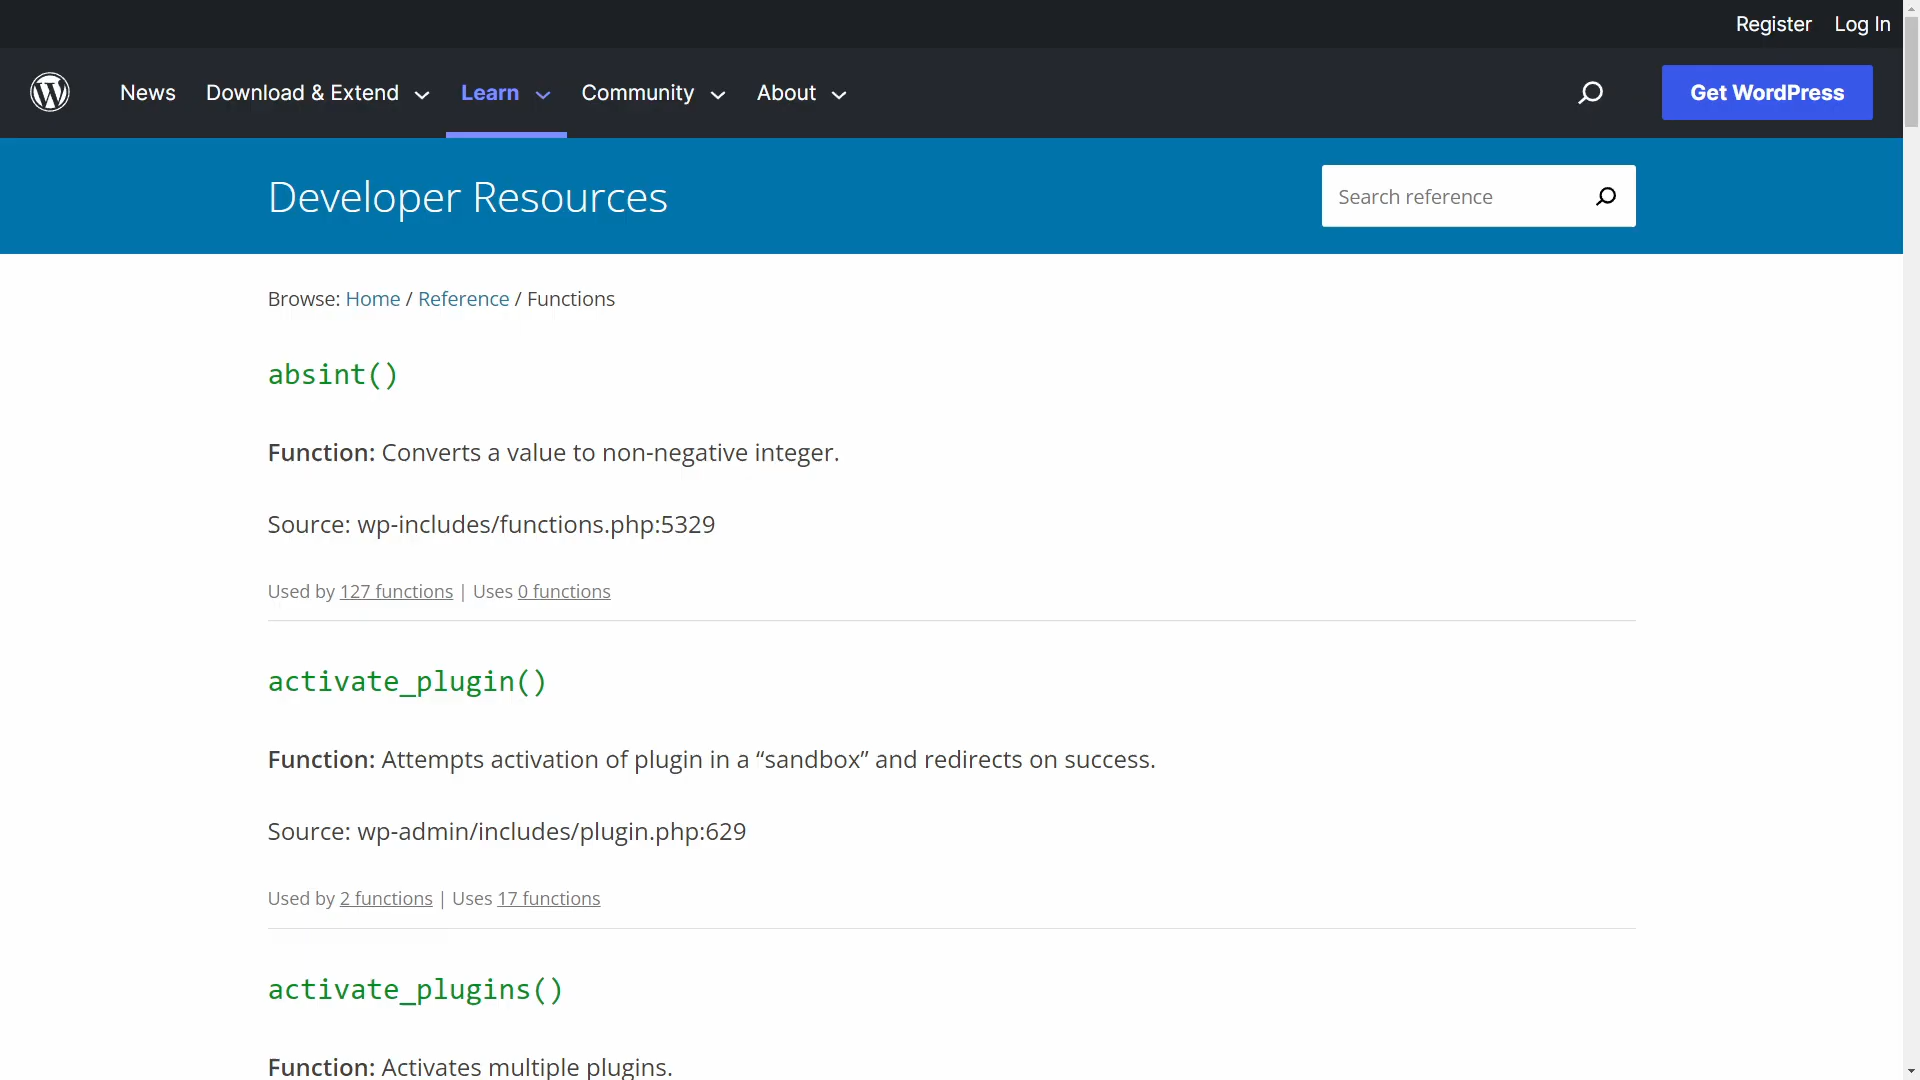 Register Log In
News Download & Extend Learn Community About Get WordPress
Developer Resources
Search reference
Browse: Home / Reference / Functions
absint()
Function: Converts a value to non-negative integer.
Source: wp-includes/functions.php:5329
Used by 127 functions | Uses 0 functions
activate_plugin()
Function: Attempts activation of plugin in a “sandbox” and redirects on success.
Source: wp-admin/includes/plugin.php:629
Used by 2 functions | Uses 17 functions
activate_plugins()
Function: Activates multiple plugins.